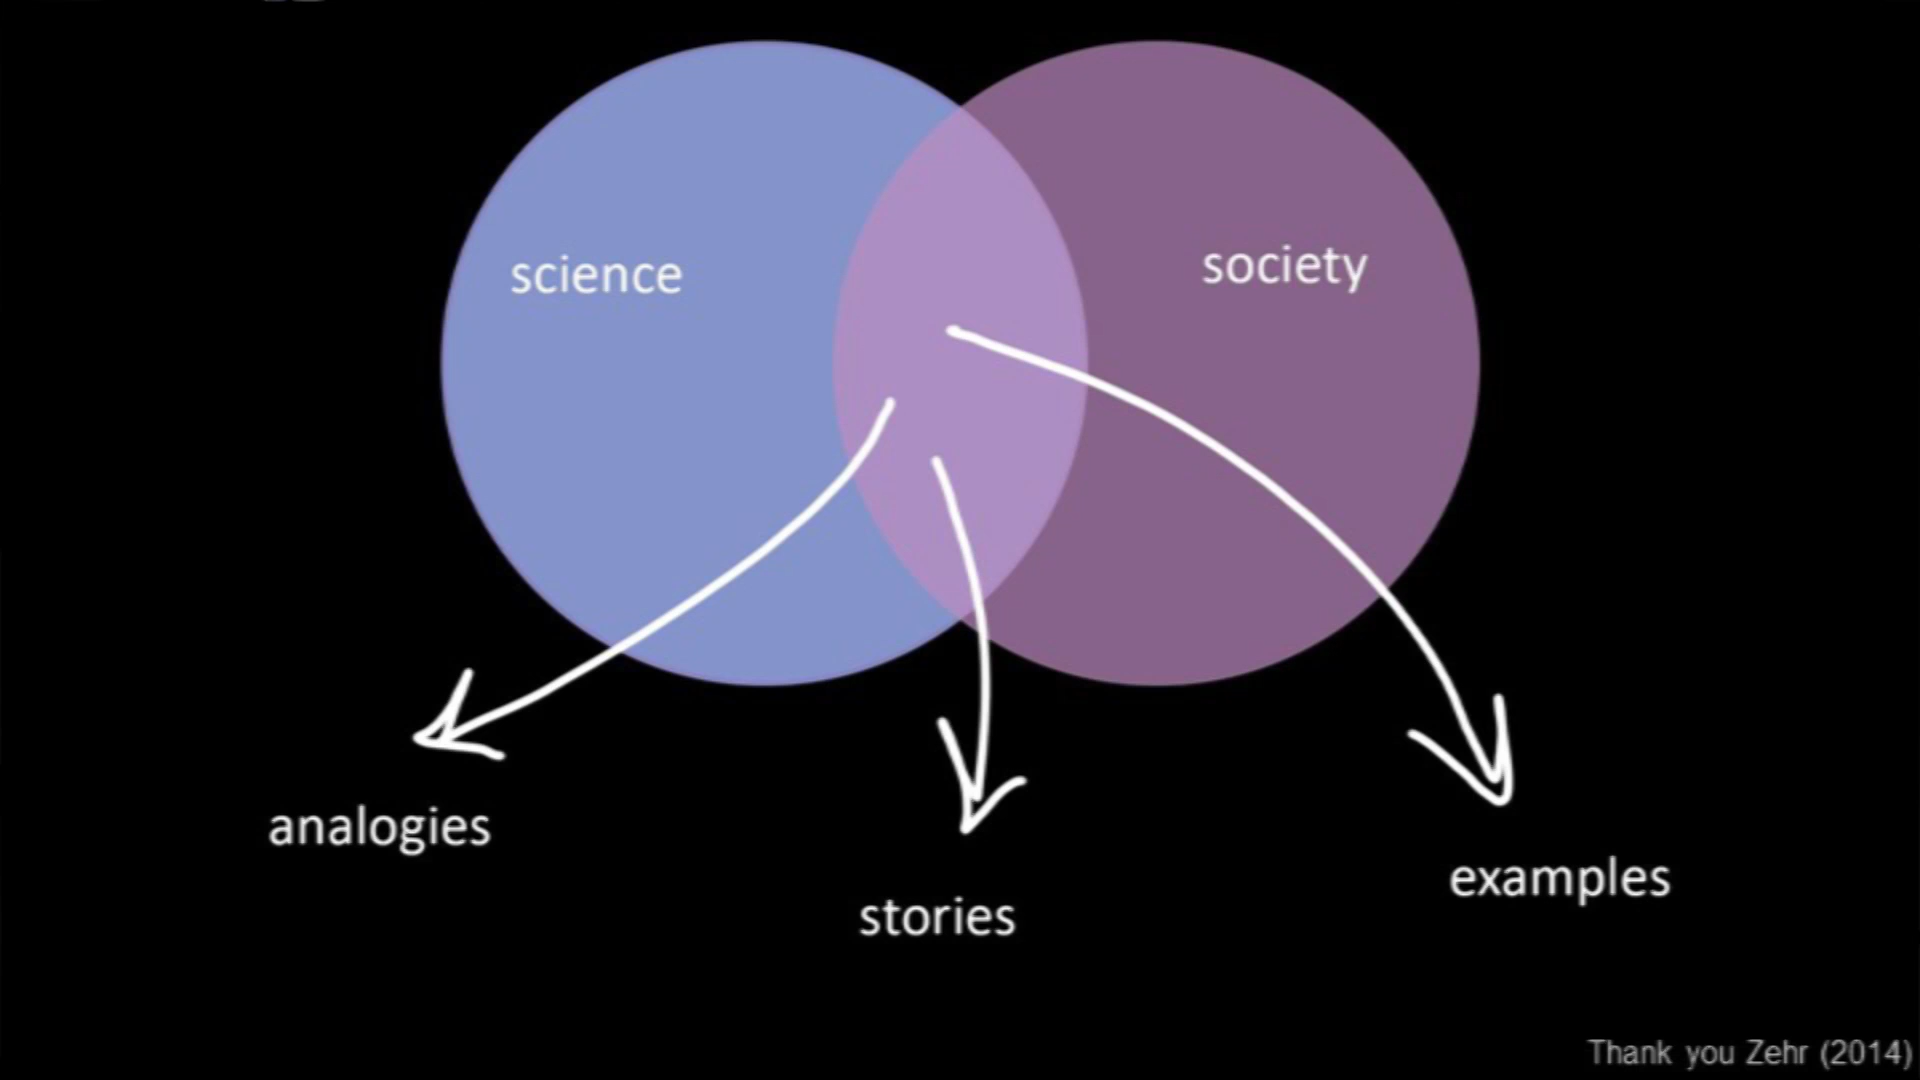 science
society
analogies
stories
examples
Thank you Zehr (2014)